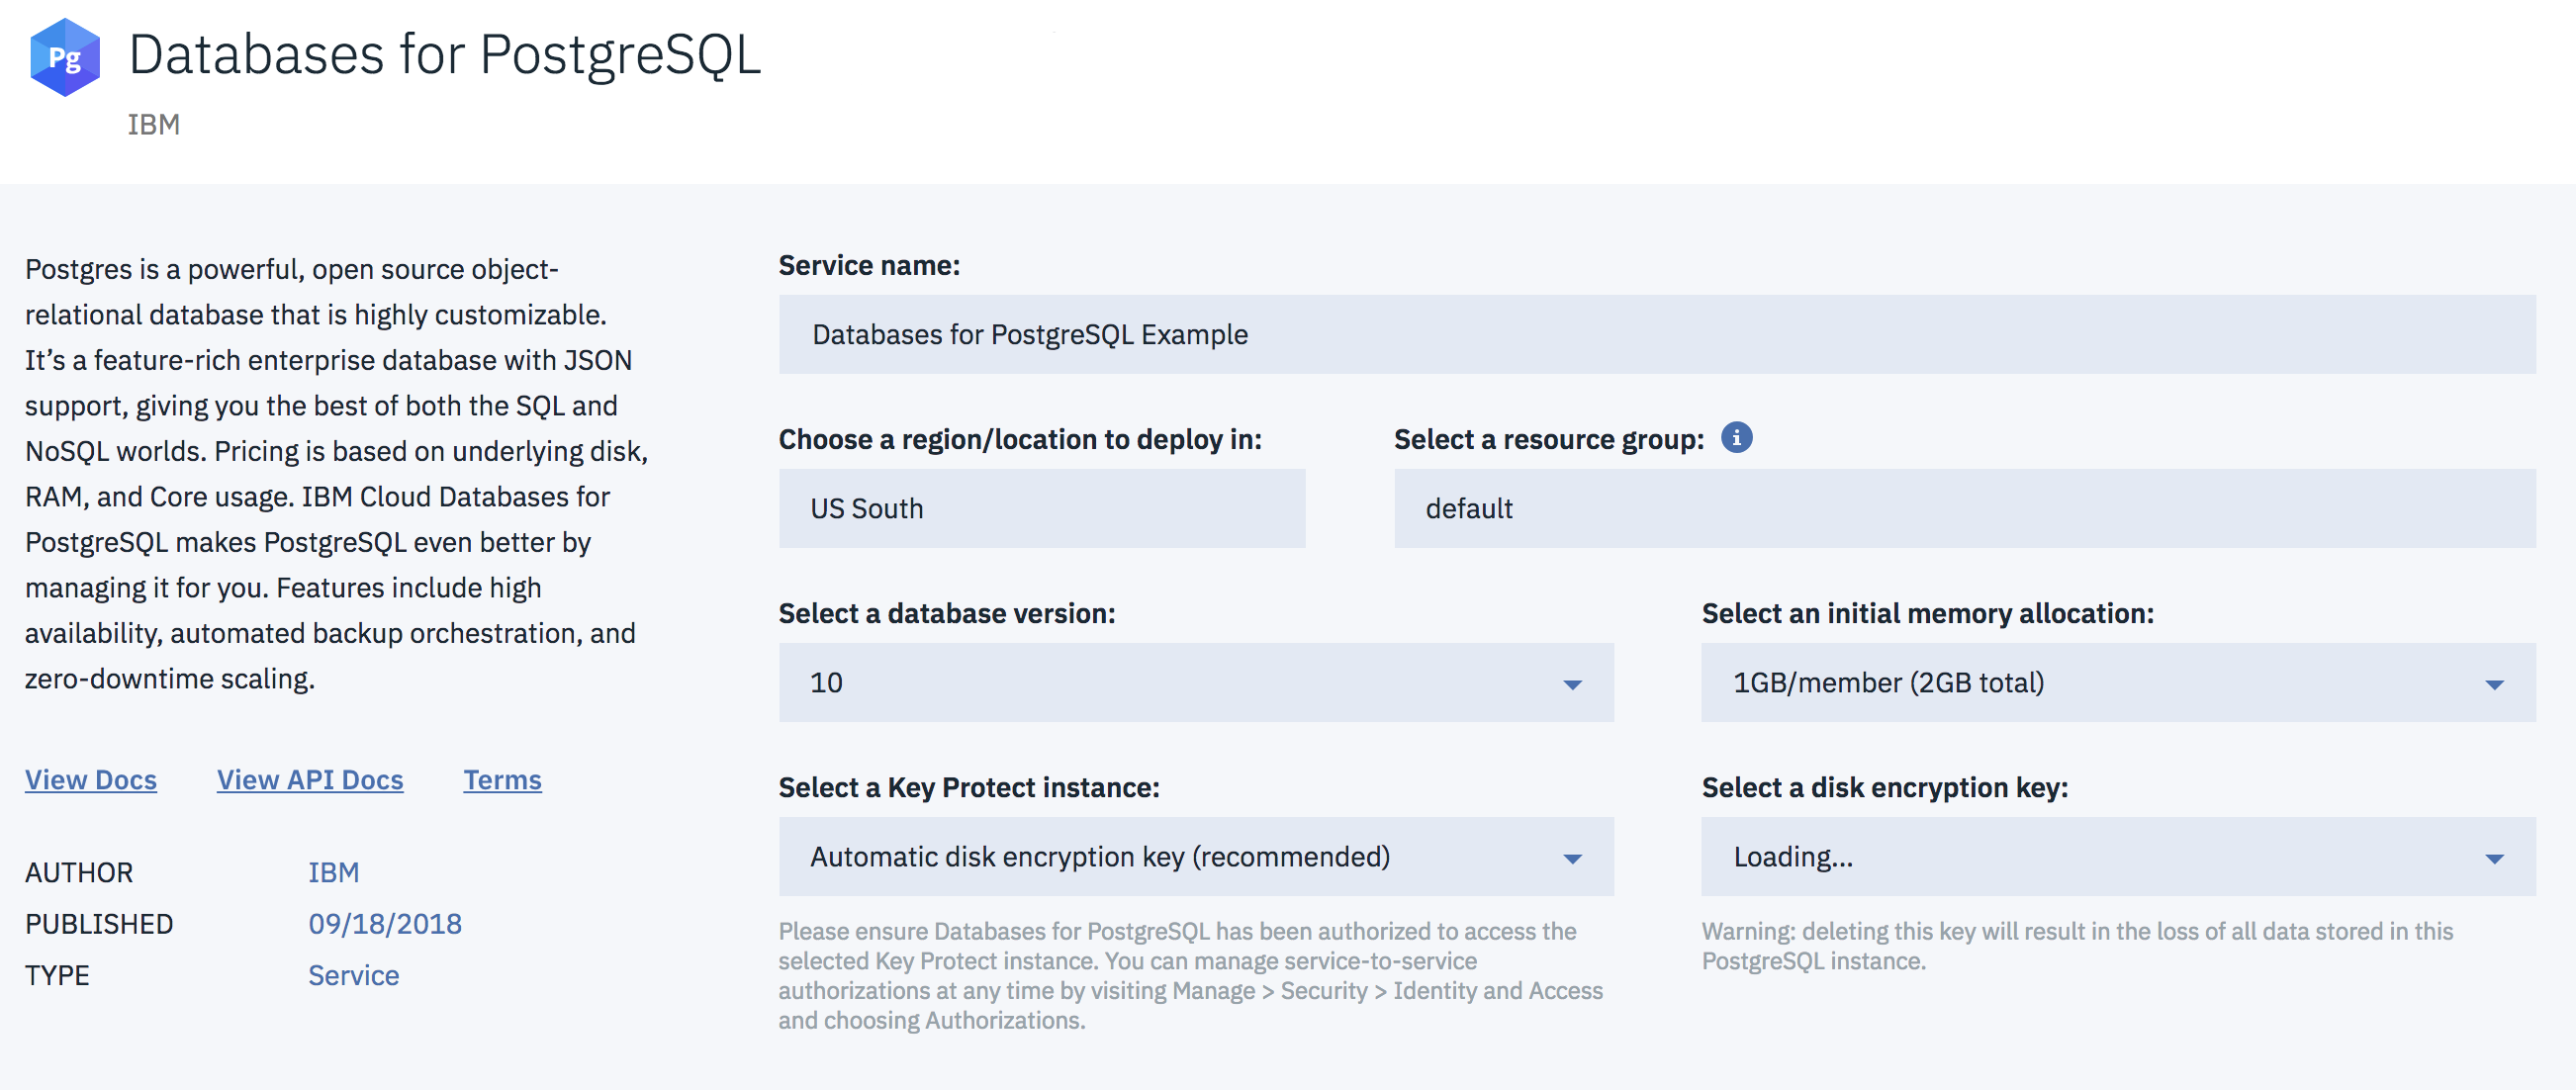 Pg
Databases for PostgreSQL
IBM
Postgres is a powerful, open source object-
relational database that is highly customizable.
It’s a feature-rich enterprise database with JSON
support, giving you the best of both the SQL and
NoSQL worlds. Pricing is based on underlying disk,
RAM, and Core usage. IBM Cloud Databases for
PostgreSQL makes PostgreSQL even better by
managing it for you. Features include high
availability, automated backup orchestration, and
zero-downtime scaling.
View Docs View API Docs Terms
AUTHOR IBM
PUBLISHED 09/18/2018
TYPE Service
Service name:
Databases for PostgreSQL Example
Choose a region/location to deploy in: Select a resource group: i
US South default
Select a database version: Select an initial memory allocation:
10 1GB/member (2GB total)
Select a Key Protect instance: Select a disk encryption key:
Automatic disk encryption key (recommended) Loading...
Please ensure Databases for PostgreSQL has been authorized to access the
selected Key Protect instance. You can manage service-to-service
authorizations at any time by visiting Manage > Security > Identity and Access
and choosing Authorizations.
Warning: deleting this key will result in the loss of all data stored in this
PostgreSQL instance.